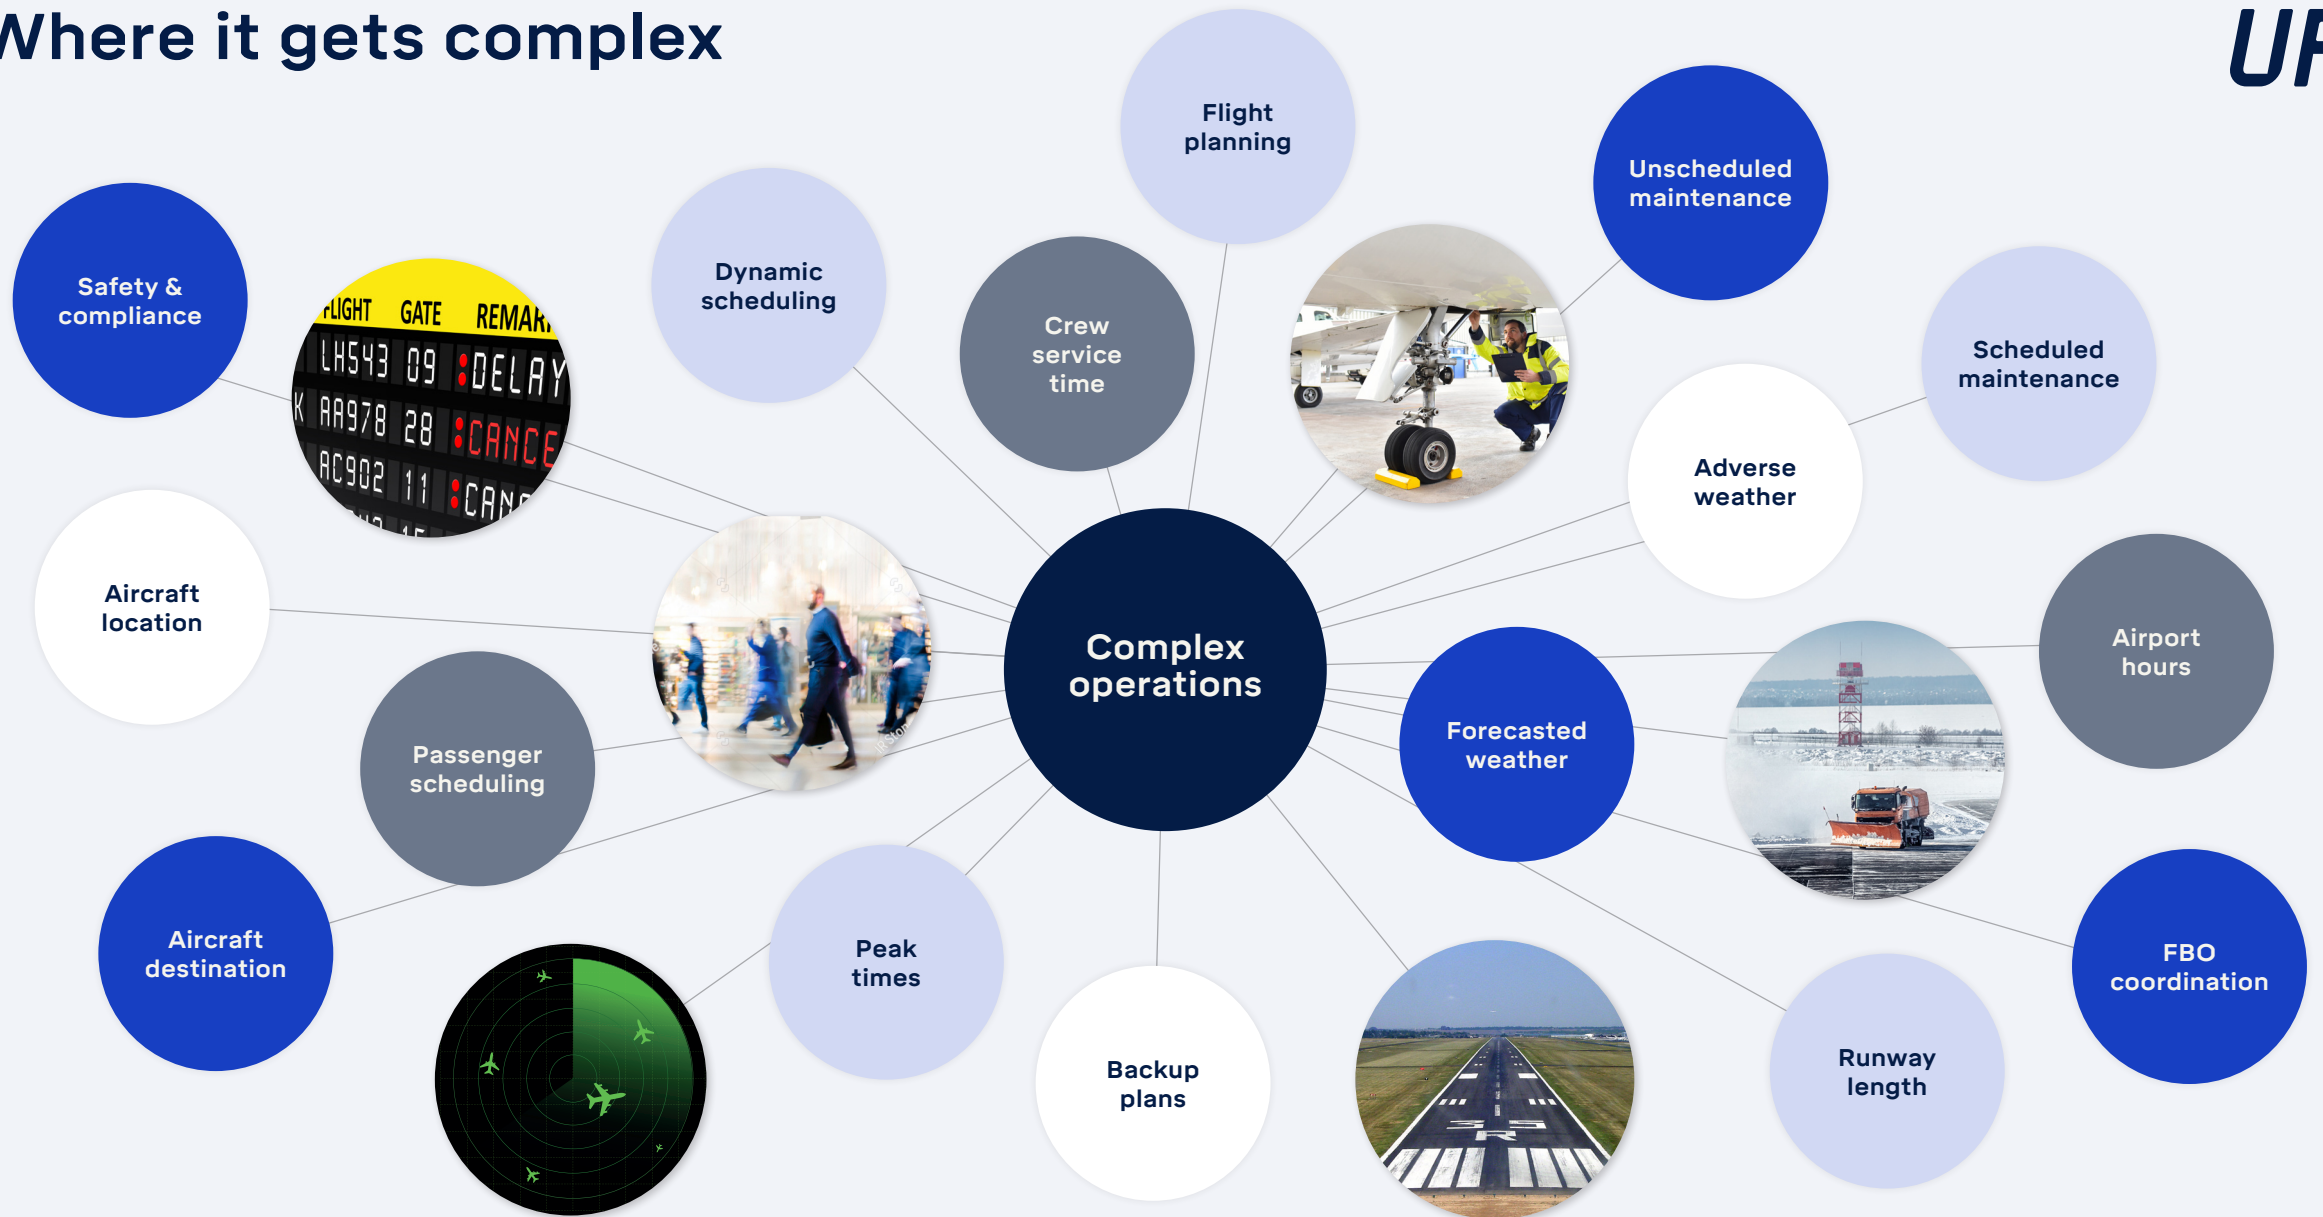 Where it gets complex
UP
Flight
planning
Unscheduled
maintenance
Safety &
compliance
Dynamic
scheduling
Crew
service
time
Scheduled
maintenance
FLIGHT GATE REMAR
LH543 09 :DELAY
K AA978 28 :CANCE
AC902 11 :CANC
Adverse
weather
Aircraft
location
Complex
operations
Airport
hours
Passenger
scheduling
Forecasted
weather
Aircraft
destination
Peak
times
FBO
coordination
Backup
plans
Runway
length
35
R